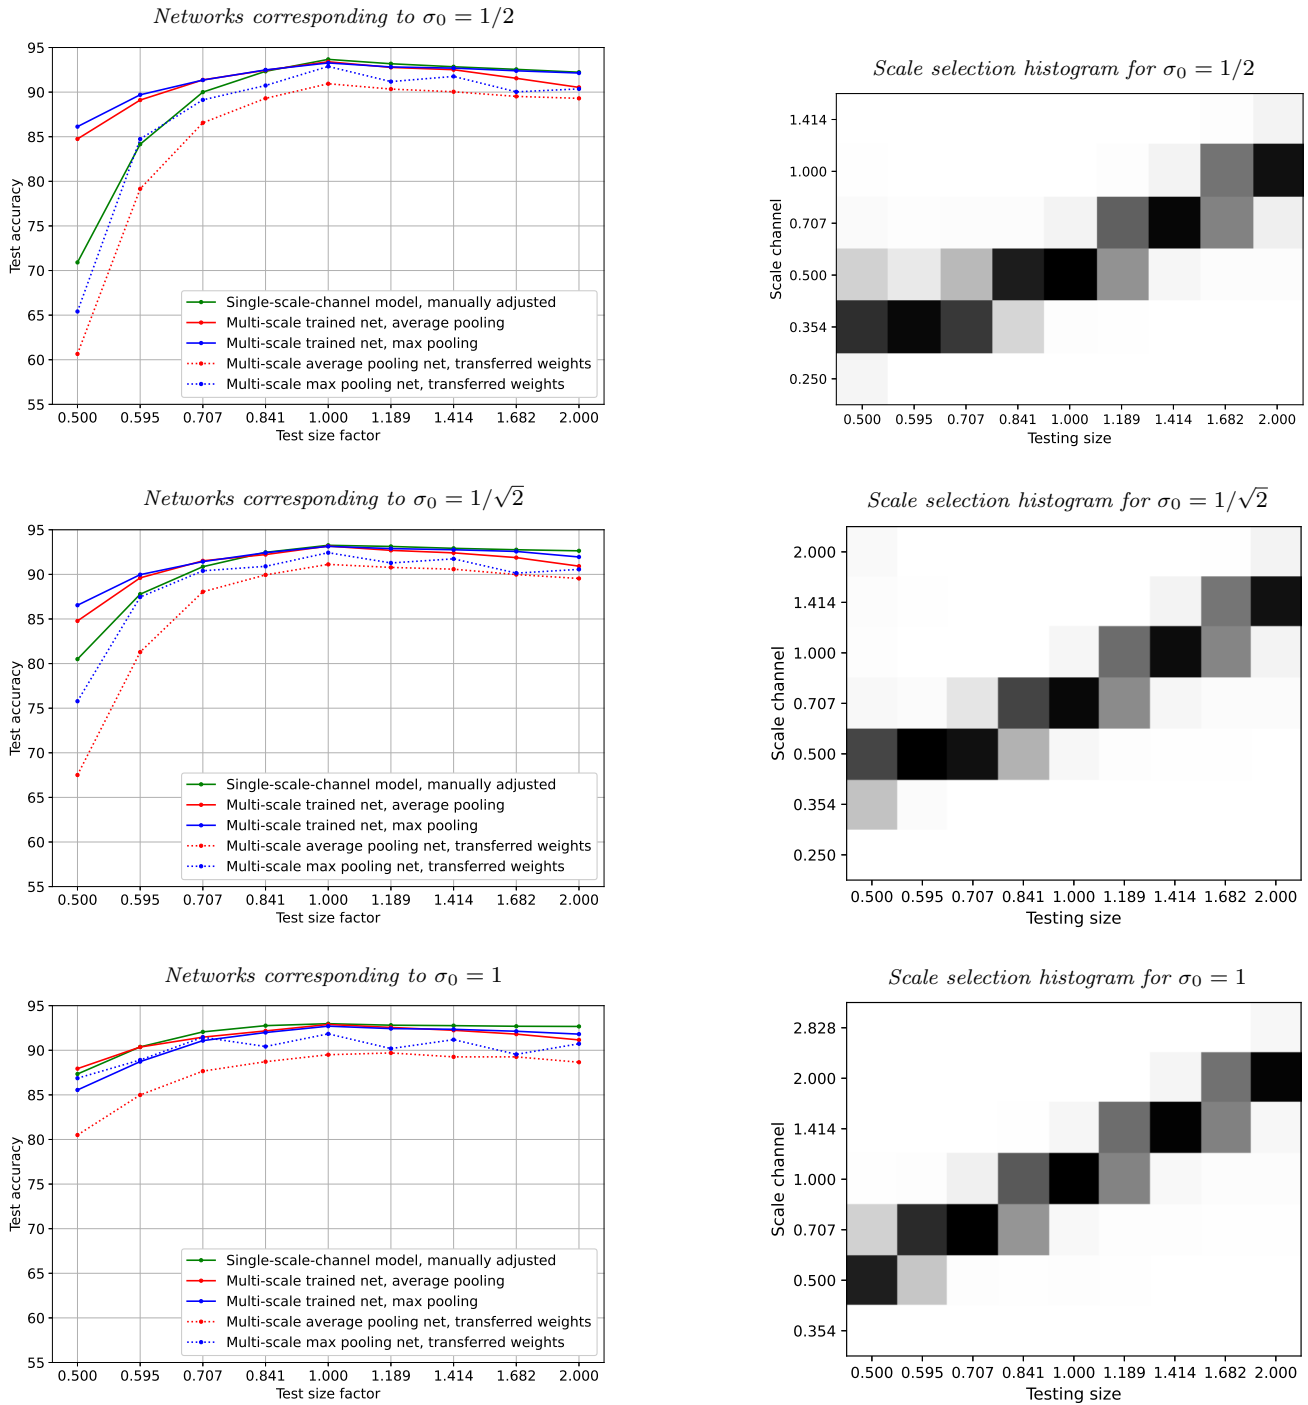 Networks corresponding to σ₀ = 1/2
95
90
85
80
75
70
65
60
55
Test accuracy
Single-scale-channel model, manually adjusted
Multi-scale trained net, average pooling
Multi-scale trained net, max pooling
Multi-scale average pooling net, transferred weights
Multi-scale max pooling net, transferred weights
0.500 0.595 0.707 0.841 1.000 1.189 1.414 1.682 2.000
Test size factor
Scale selection histogram for σ₀ = 1/2
1.414
1.000
0.707
0.500
0.354
0.250
Scale channel
0.500 0.595 0.707 0.841 1.000 1.189 1.414 1.682 2.000
Testing size
Networks corresponding to σ₀ = 1/√2
95
90
85
80
75
70
65
60
55
Test accuracy
Single-scale-channel model, manually adjusted
Multi-scale trained net, average pooling
Multi-scale trained net, max pooling
Multi-scale average pooling net, transferred weights
Multi-scale max pooling net, transferred weights
0.500 0.595 0.707 0.841 1.000 1.189 1.414 1.682 2.000
Test size factor
Scale selection histogram for σ₀ = 1/√2
2.000
1.414
1.000
0.707
0.500
0.354
0.250
Scale channel
0.500 0.595 0.707 0.841 1.000 1.189 1.414 1.682 2.000
Testing size
Networks corresponding to σ₀ = 1
95
90
85
80
75
70
65
60
55
Test accuracy
Single-scale-channel model, manually adjusted
Multi-scale trained net, average pooling
Multi-scale trained net, max pooling
Multi-scale average pooling net, transferred weights
Multi-scale max pooling net, transferred weights
0.500 0.595 0.707 0.841 1.000 1.189 1.414 1.682 2.000
Test size factor
Scale selection histogram for σ₀ = 1
2.828
2.000
1.414
1.000
0.707
0.500
0.354
Scale channel
0.500 0.595 0.707 0.841 1.000 1.189 1.414 1.682 2.000
Testing size